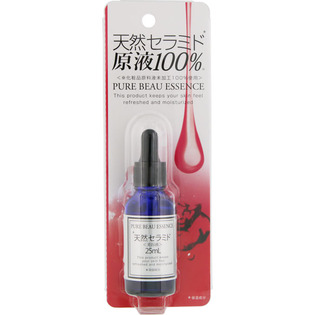 天然セラミド
原液100%
PURE BEAU ESSENCE
This product keeps your skin feel
refreshed and moisturized
PURE BEAU ESSENCE
天然セラミド
25mL